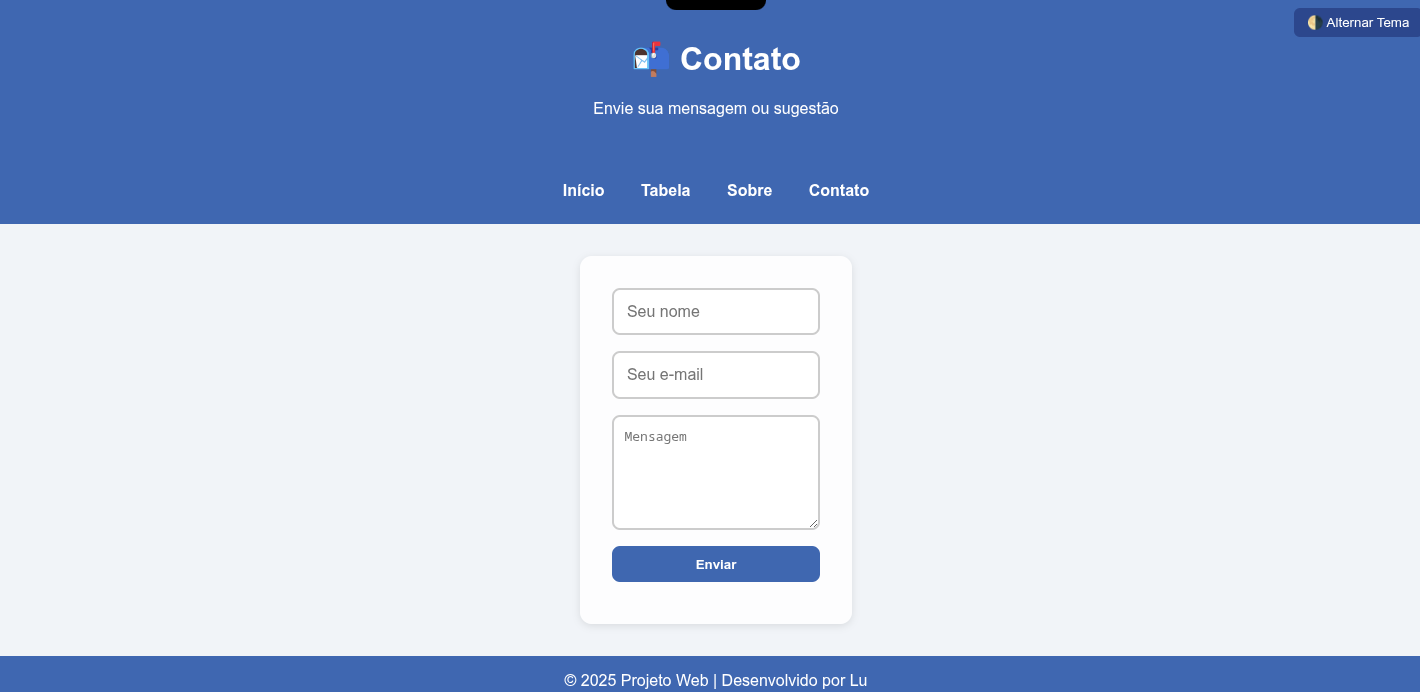 🌗 Alternar Tema
📬 Contato
Envie sua mensagem ou sugestão
Início Tabela Sobre Contato
Seu nome
Seu e-mail
Mensagem
Enviar
© 2025 Projeto Web | Desenvolvido por Lu